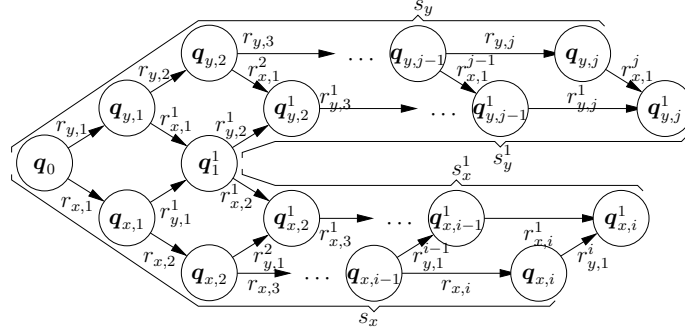 s_y
q_{y,2} r_{y,3} ... q_{y,j-1} r_{y,j} q_{y,j}
r_{y,2} r_{x,1}^2 r_{x,1}^{j-1} r_{x,1}^j
q_{y,1} q_{y,2}^1 r_{y,3}^1 ... q_{y,j-1}^1 r_{y,j}^1 q_{y,j}^1
r_{y,1} r_{x,1}^1 r_{y,2}^1
s_y^1
q_0 q_1^1
s_x^1
r_{x,1} r_{y,1}^1 r_{x,2}^1
q_{x,1} q_{x,2}^1 r_{x,3}^1 ... q_{x,i-1}^1 r_{x,i}^1 q_{x,i}^1
r_{x,2} r_{y,1}^2 r_{y,1}^{i-1} r_{y,1}^i
q_{x,2} r_{x,3} ... q_{x,i-1} r_{x,i} q_{x,i}
s_x